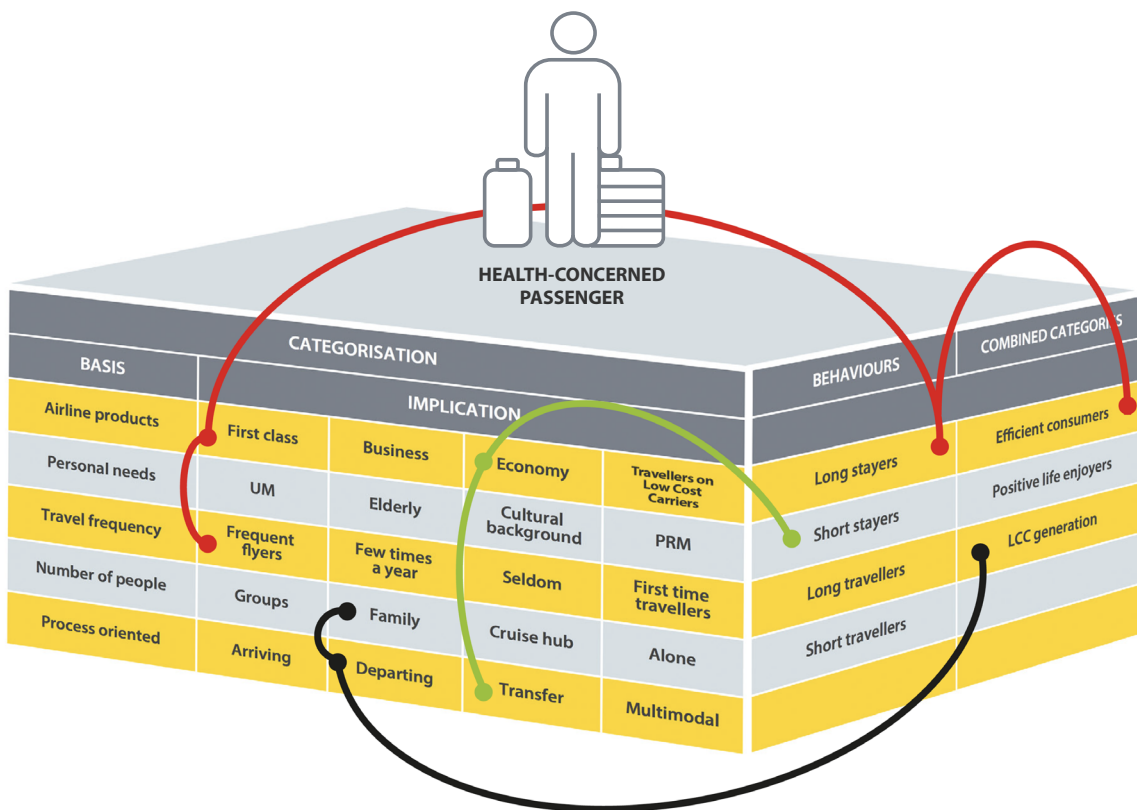 HEALTH-CONCERNED
PASSENGER
CATEGORISATION
BASIS
IMPLICATION
Airline products
First class
Business
Economy
Travellers on
Low Cost
Carriers
Personal needs
UM
Elderly
Cultural
background
PRM
Travel frequency
Frequent
flyers
Few times
a year
Seldom
First time
travellers
Number of people
Groups
Family
Cruise hub
Alone
Process oriented
Arriving
Departing
Transfer
Multimodal
BEHAVIOURS
COMBINED CATEGORIES
Long stayers
Efficient consumers
Short stayers
Positive life enjoyers
Long travellers
LCC generation
Short travellers